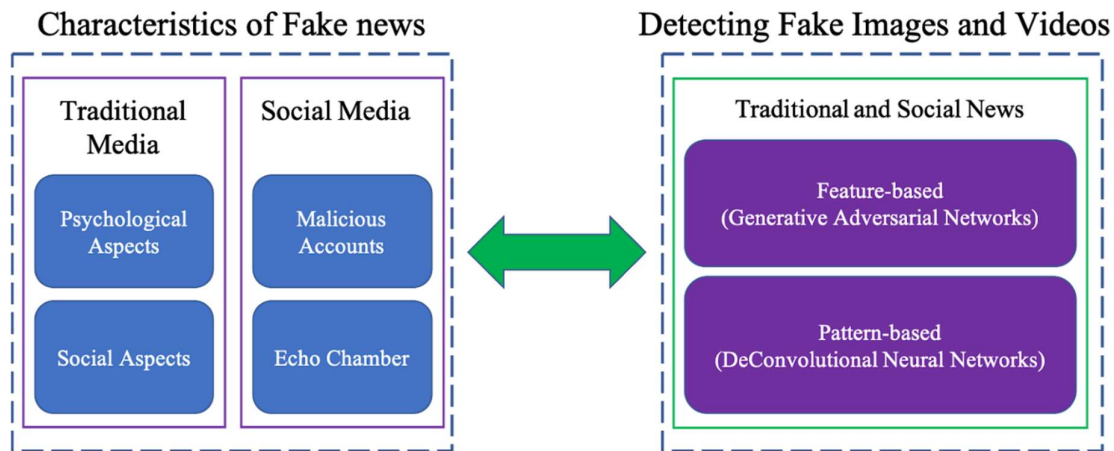 Characteristics of Fake news
Traditional
Media
Psychological
Aspects
Social Aspects
Social Media
Malicious
Accounts
Echo Chamber
Detecting Fake Images and Videos
Traditional and Social News
Feature-based
(Generative Adversarial Networks)
Pattern-based
(DeConvolutional Neural Networks)